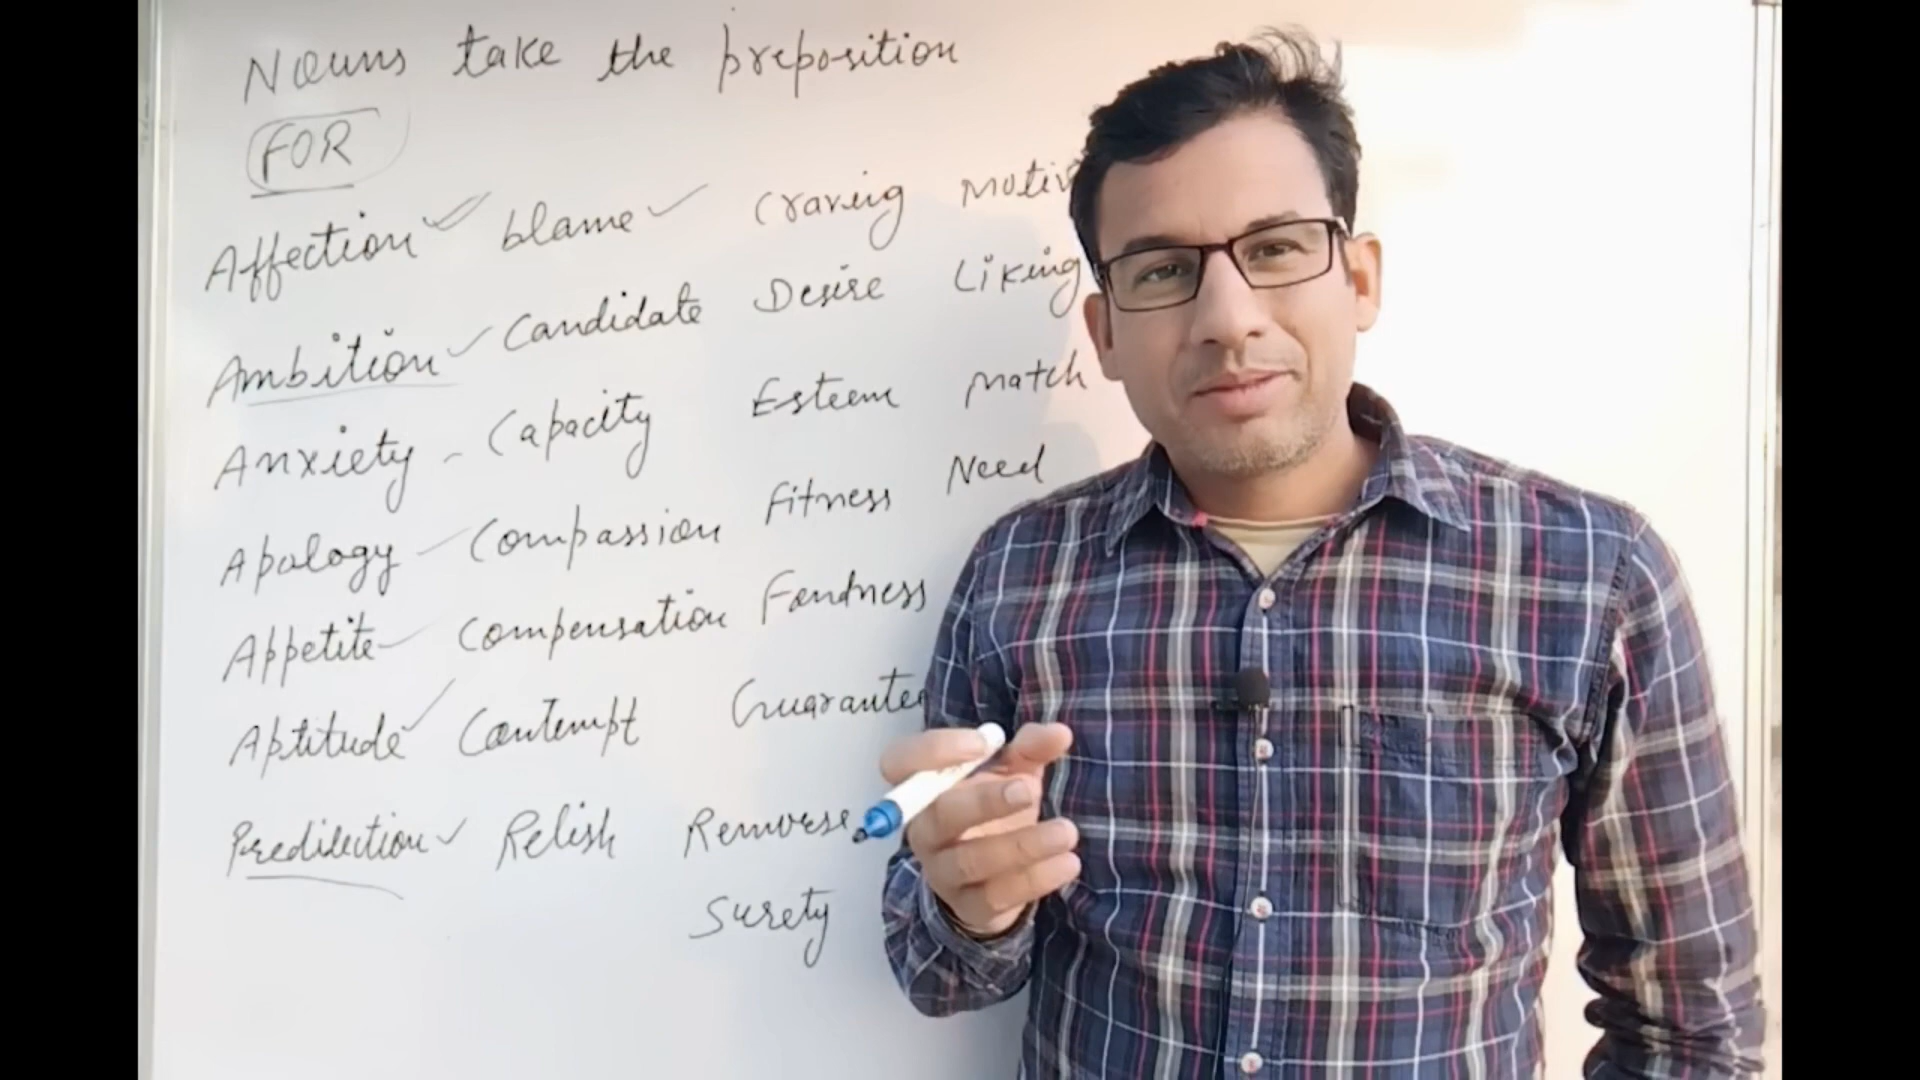 Nouns take the preposition
FOR
Affection blame Craving Motiv
Ambition Candidate Desire Liking
Anxiety Capacity Esteem Match
Apology Compassion Fitness Need
Appetite Compensation Fondness
Aptitude Contempt Guarantee
Predilection Relish Remorse
Surety